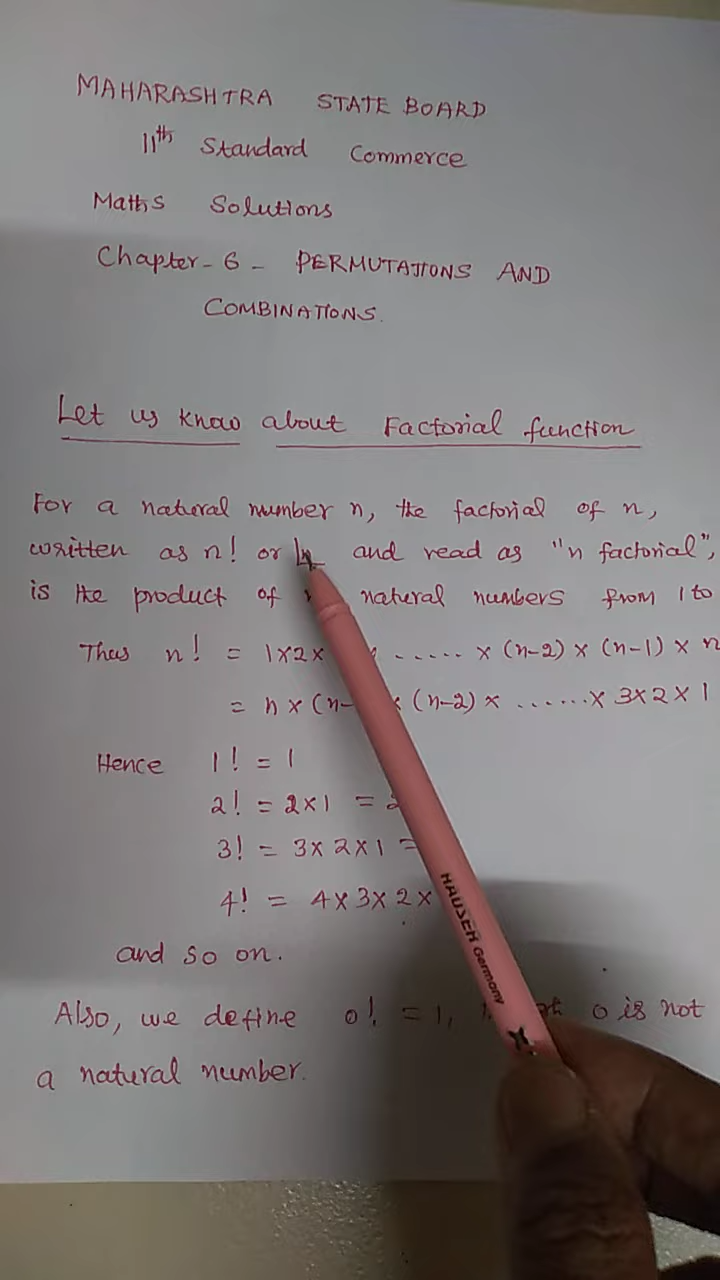 MAHARASHTRA STATE BOARD
11th Standard Commerce
Maths Solutions
Chapter-6- PERMUTATIONS AND
COMBINATIONS.
Let us know about Factorial function
For a natural number n, the factorial of n,
written as n! or and read as "n factorial",
is the product of natural numbers from 1 to
Thus n! = 1×2× ..... × (n-2) × (n-1) × n
= n × (n- × (n-2) × ...... × 3×2×1
Hence 1! = 1
2! = 2×1 =
3! = 3×2×1 =
4! = 4×3×2×
and so on.
Also, we define 0! = 1, 0 is not
a natural number.
HAUSER Germany